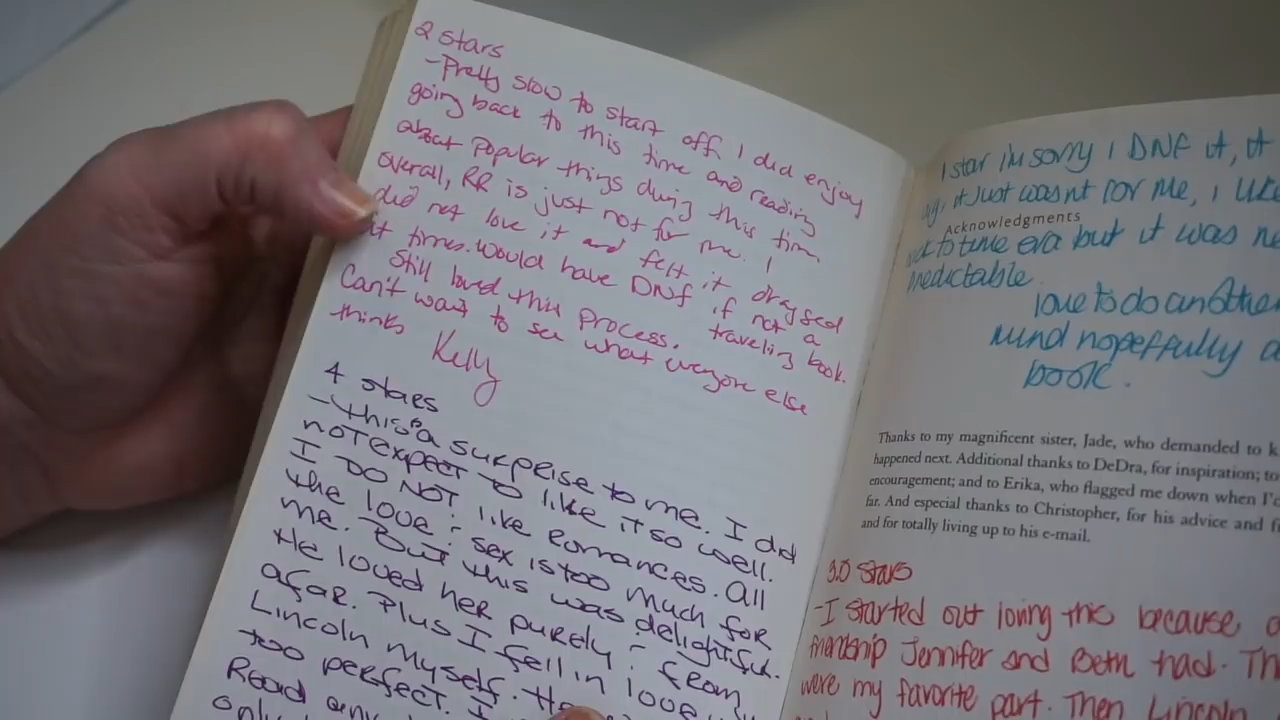 2 stars
-Pretty slow to start off. I did enjoy
going back to this time and reading
about popular things during this time
overall, RR is just not for me. I
did not love it and felt it dragged
at times. would have DNF if not a
traveling book.
Still loved this process.
Can't wait to see what everyone else
thinks
Kelly
4 stars
-This is a surprise to me. I did
NOT EXPECT TO like it so well.
I DO NOT like Romances. All
the love & sex is too much for
me. But this was delightful.
He loved her purely & from
afar. Plus I fell in love
Lincoln myself. He
too perfect. I
Read any
only
1 star i'm sorry I DNF it, it
it just wasnt for me, i like
Acknowledgments
time era but it was
predictable
love to do another
hopefully a
book.
Thanks to my magnificent sister, Jade, who demanded to k
happened next. Additional thanks to DeDra, for inspiration; to
encouragement; and to Erika, who flagged me down when I'd
far. And especial thanks to Christopher, for his advice and f
and for totally living up to his e-mail.
3.0 stars
-I started out loving this because
friendship Jennifer and Beth had. Th
were my favorite part. Then Lincoln